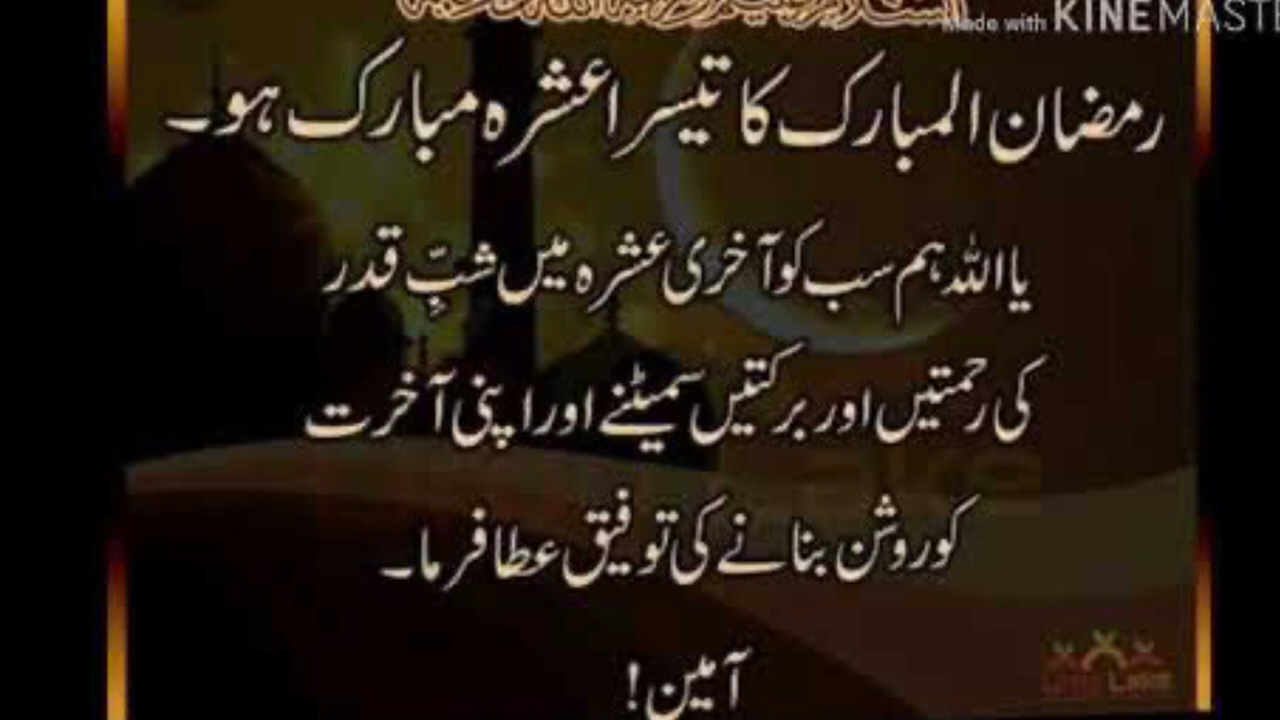 Made with KINEMASTE
رمضان المبارک کا تیسرا عشرہ مبارک ہو۔
یا اللہ ہم سب کو آخری عشرہ میں شبِّ قدر
کی رحمتیں اور برکتیں سمیٹنے اور اپنی آخرت
کو روشن بنانے کی توفیق عطا فرما۔
آمین!